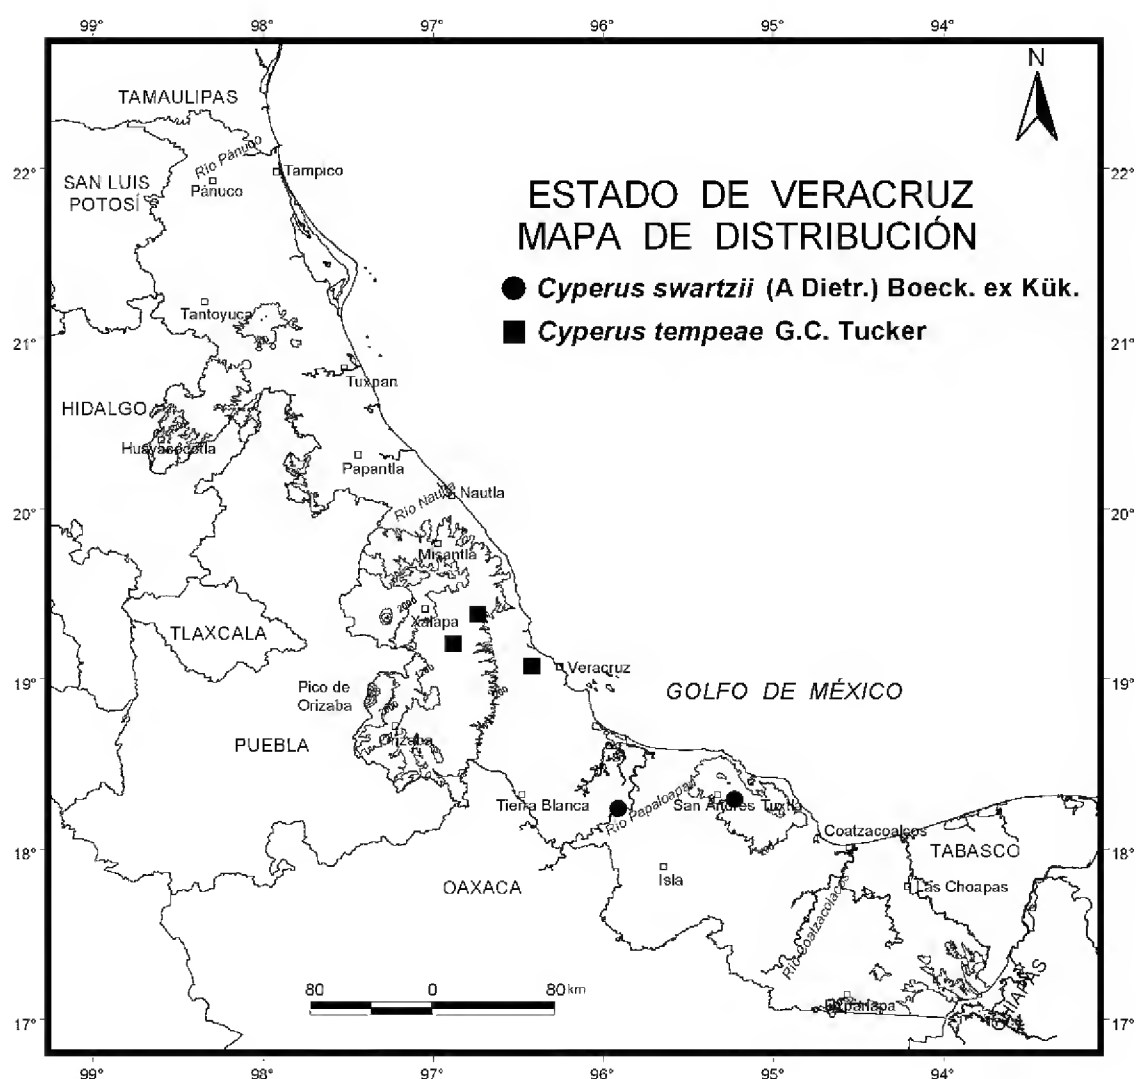 99° 98° 97° 96° 95° 94°
N
TAMAULIPAS
Río Pánuco
22° Tampico 22°
SAN LUIS
POTOSÍ
Pánuco
ESTADO DE VERACRUZ
MAPA DE DISTRIBUCIÓN
Cyperus swartzii (A Dietr.) Boeck. ex Kük.
Cyperus tempeae G.C. Tucker
Tantoyuca
21° 21°
Tuxpan
HIDALGO
Huayacocotla
Papantla
Río Nautla
Nautla
20° 20°
Misantla
2000
Xalapa
TLAXCALA
Veracruz
19° 19°
Pico de
Orizaba
GOLFO DE MÉXICO
PUEBLA
Orizaba
Tierra Blanca
Río Papaloapan
San Andrés Tuxtla
Coatzacoalcos
18° 18°
TABASCO
OAXACA
Isla
Las Choapas
Río Coatzacoalcos
CHIAPAS
80 0 80 km
17° 17°
99° 98° 97° 96° 95° 94°